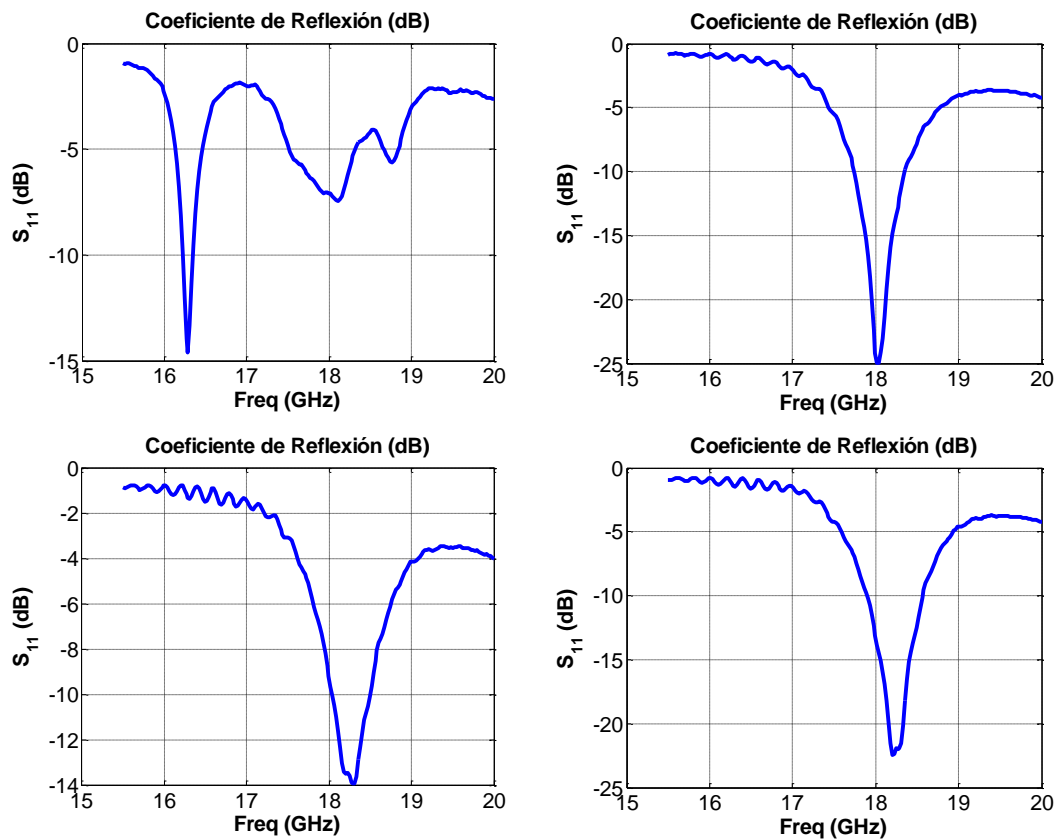 Coeficiente de Reflexión (dB)
0
-5
-10
-15
S11 (dB)
15 16 17 18 19 20
Freq (GHz)
Coeficiente de Reflexión (dB)
0
-5
-10
-15
-20
-25
S11 (dB)
15 16 17 18 19 20
Freq (GHz)
Coeficiente de Reflexión (dB)
0
-2
-4
-6
-8
-10
-12
-14
S11 (dB)
15 16 17 18 19 20
Freq (GHz)
Coeficiente de Reflexión (dB)
0
-5
-10
-15
-20
-25
S11 (dB)
15 16 17 18 19 20
Freq (GHz)